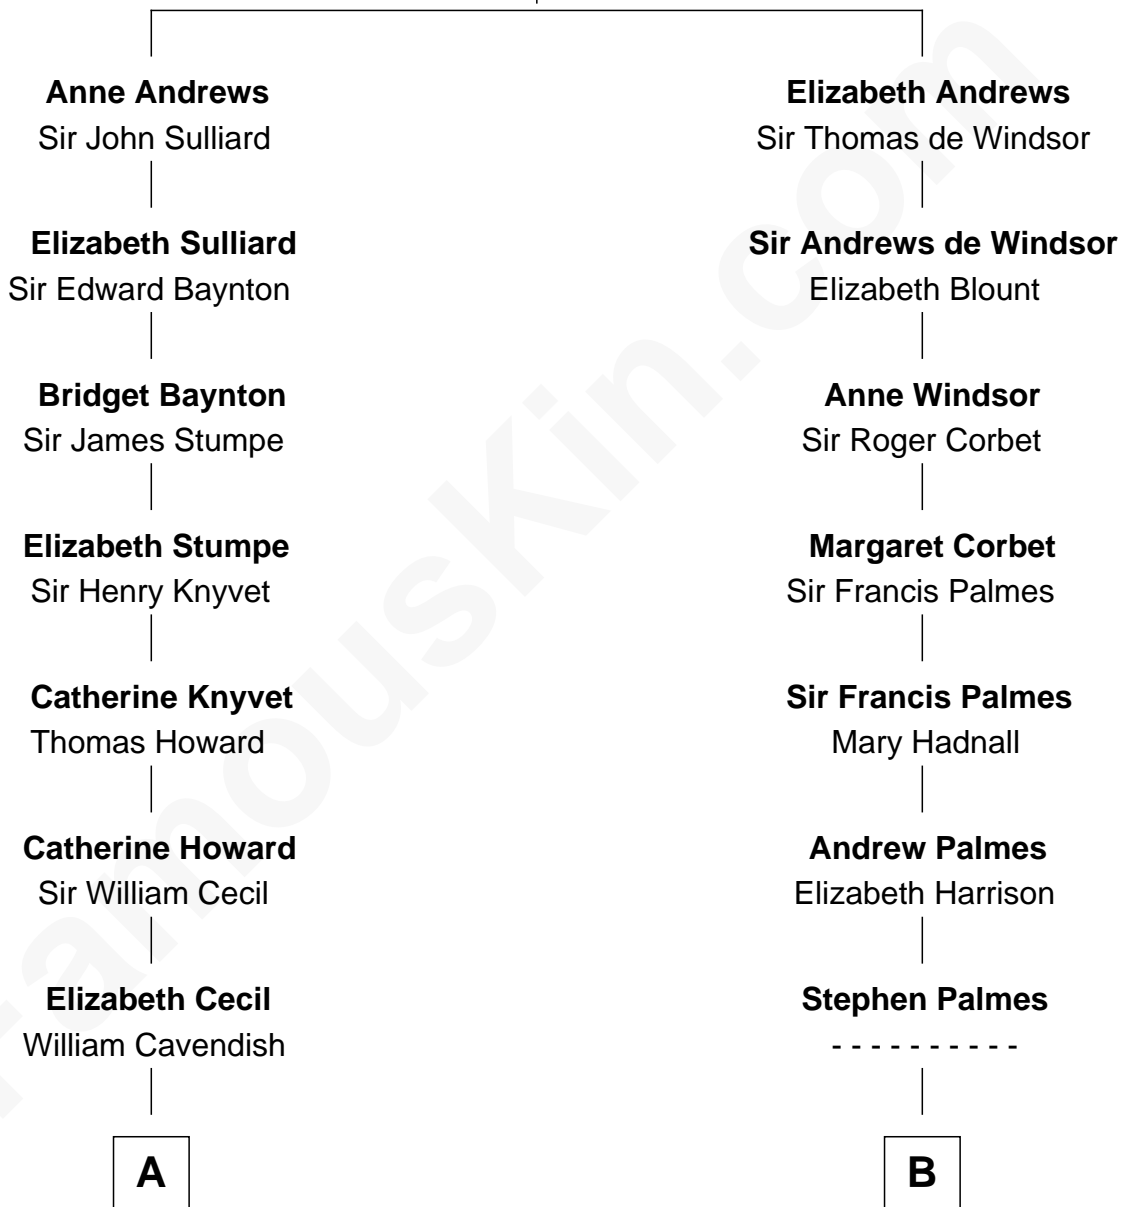 Anne Andrews
Sir John Sulliard
Elizabeth Sulliard
Sir Edward Baynton
Bridget Baynton
Sir James Stumpe
Elizabeth Stumpe
Sir Henry Knyvet
Catherine Knyvet
Thomas Howard
Catherine Howard
Sir William Cecil
Elizabeth Cecil
William Cavendish
A
Elizabeth Andrews
Sir Thomas de Windsor
Sir Andrews de Windsor
Elizabeth Blount
Anne Windsor
Sir Roger Corbet
Margaret Corbet
Sir Francis Palmes
Sir Francis Palmes
Mary Hadnall
Andrew Palmes
Elizabeth Harrison
Stephen Palmes
- - - - - - - - - -
B
FamousKin.com